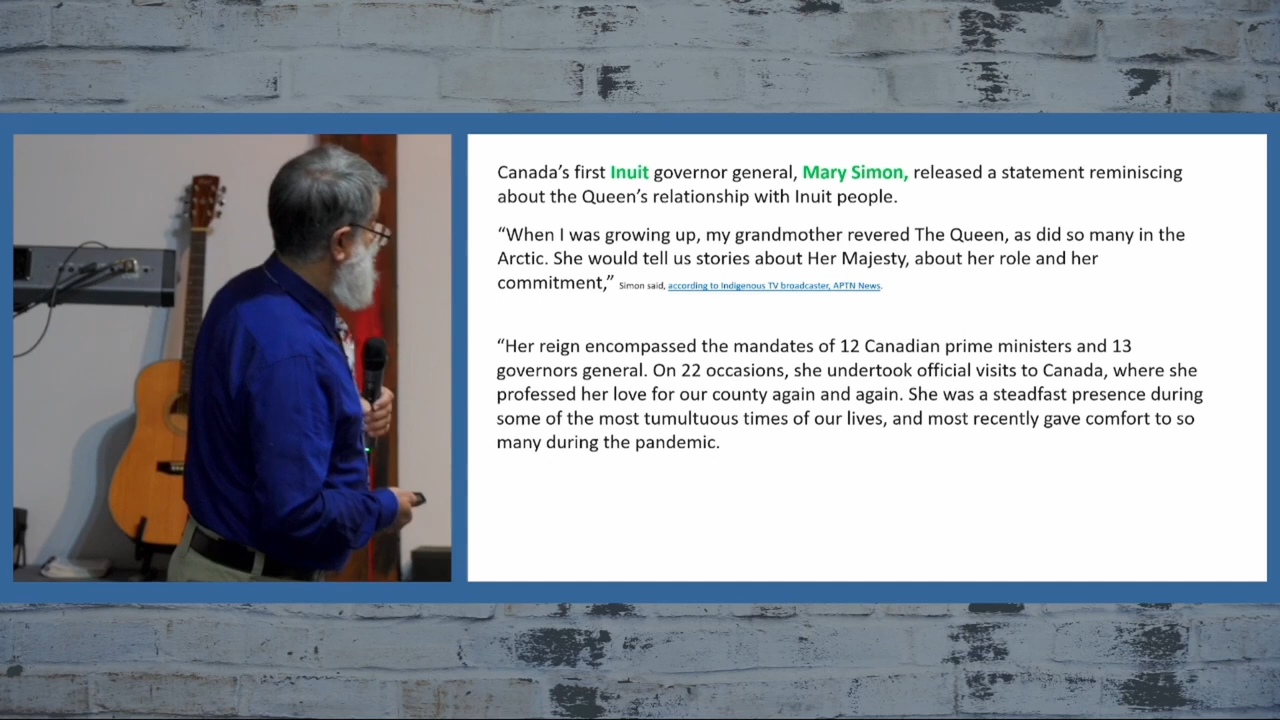 Canada’s first Inuit governor general, Mary Simon, released a statement reminiscing
about the Queen’s relationship with Inuit people.
“When I was growing up, my grandmother revered The Queen, as did so many in the
Arctic. She would tell us stories about Her Majesty, about her role and her
commitment,” Simon said, according to Indigenous TV broadcaster, APTN News.
“Her reign encompassed the mandates of 12 Canadian prime ministers and 13
governors general. On 22 occasions, she undertook official visits to Canada, where she
professed her love for our county again and again. She was a steadfast presence during
some of the most tumultuous times of our lives, and most recently gave comfort to so
many during the pandemic.